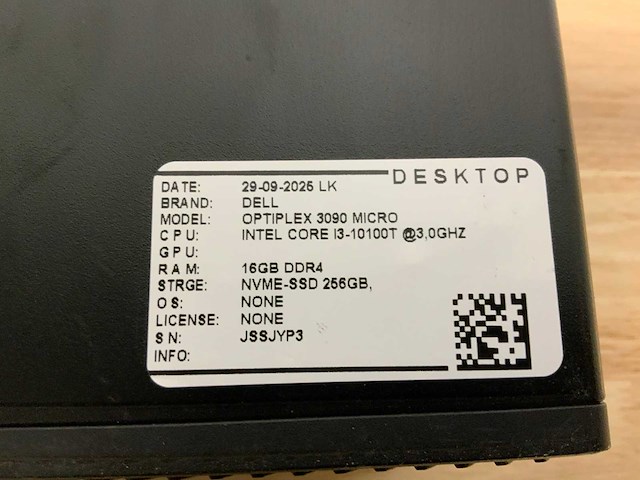 DESKTOP
DATE: 29-09-2025 LK
BRAND: DELL
MODEL: OPTIPLEX 3090 MICRO
CPU: INTEL CORE I3-10100T @3,0GHZ
GPU:
RAM: 16GB DDR4
STRGE: NVME-SSD 256GB,
OS: NONE
LICENSE: NONE
SN: JSSJYP3
INFO: